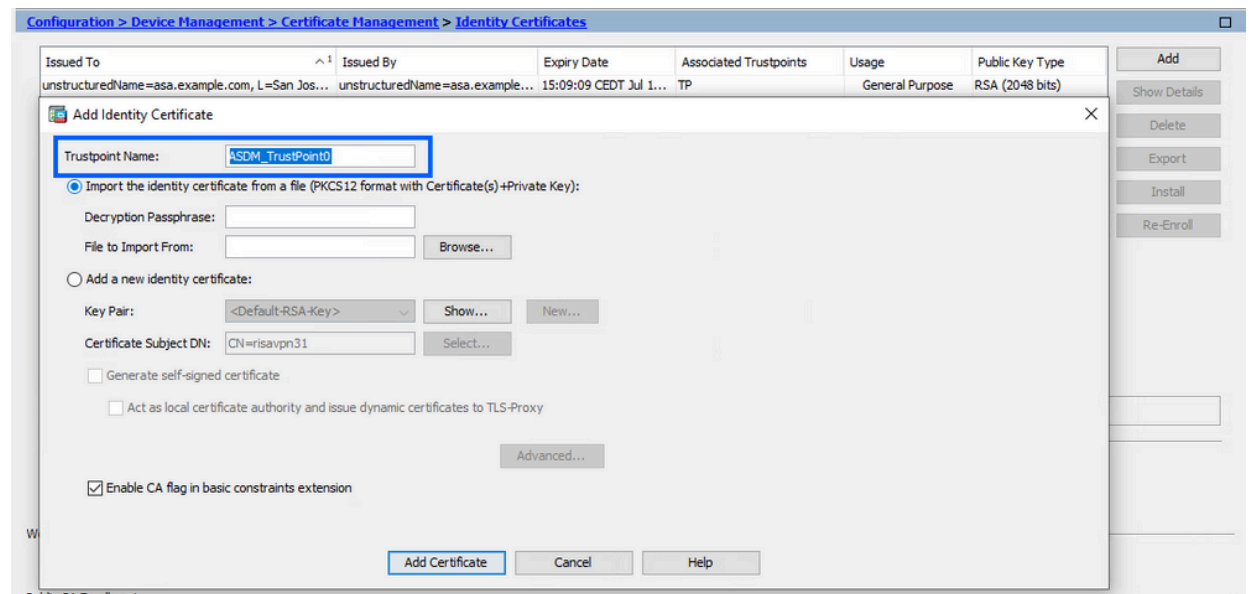 Configuration > Device Management > Certificate Management > Identity Certificates
Issued To 1 Issued By Expiry Date Associated Trustpoints Usage Public Key Type
unstructuredName=asa.example.com, L=San Jos... unstructuredName=asa.example... 15:09:09 CEDT Jul 1... TP General Purpose RSA (2048 bits)
Add
Show Details
Delete
Export
Install
Re-Enroll
Add Identity Certificate
Trustpoint Name: ASDM_TrustPoint0
Import the identity certificate from a file (PKCS12 format with Certificate(s)+Private Key):
Decryption Passphrase:
File to Import From: Browse...
Add a new identity certificate:
Key Pair: <Default-RSA-Key> Show... New...
Certificate Subject DN: CN=risavpn31 Select...
Generate self-signed certificate
Act as local certificate authority and issue dynamic certificates to TLS-Proxy
Advanced...
Enable CA flag in basic constraints extension
Add Certificate Cancel Help